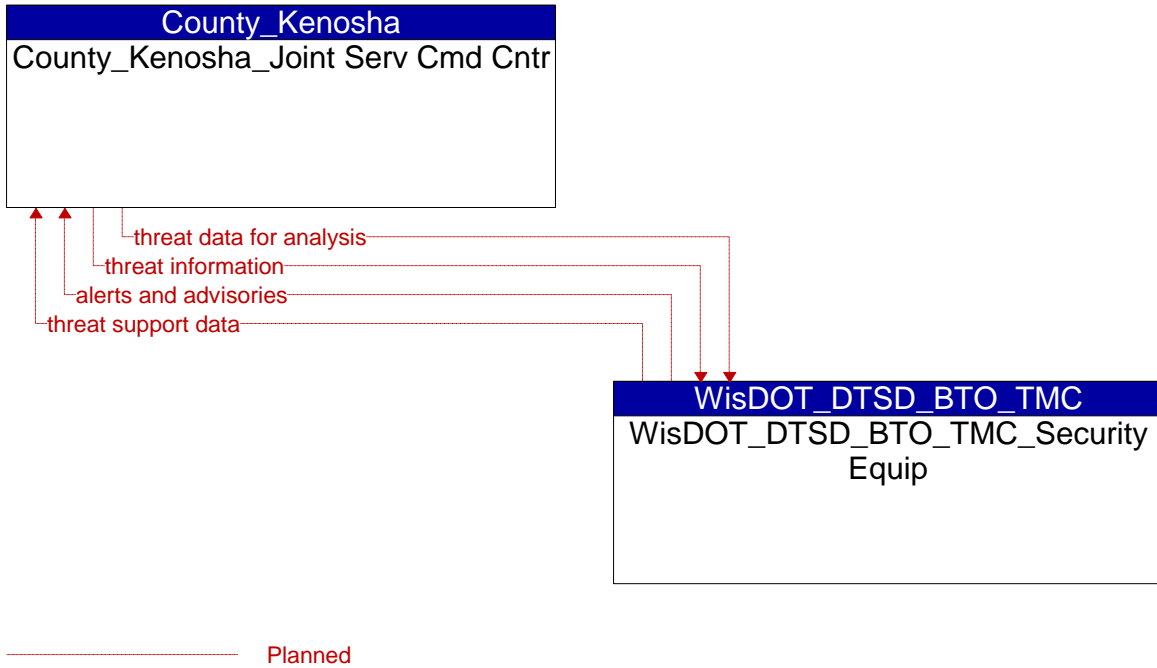 County_Kenosha
County_Kenosha_Joint Serv Cmd Cntr
threat data for analysis
threat information
alerts and advisories
threat support data
WisDOT_DTSD_BTO_TMC
WisDOT_DTSD_BTO_TMC_Security
Equip
Planned